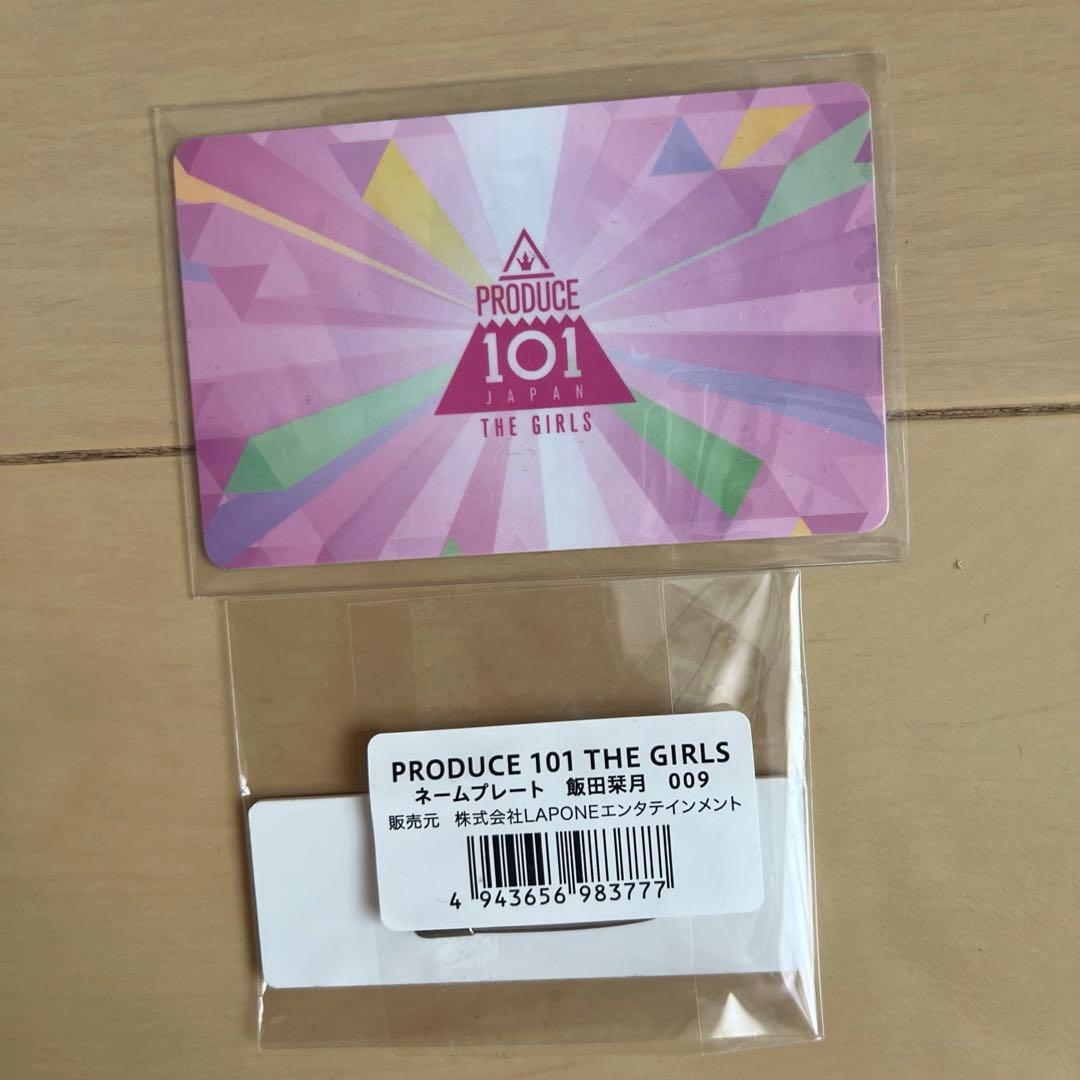 PRODUCE
101
JAPAN
THE GIRLS
PRODUCE 101 THE GIRLS
ネームプレート 飯田栞月 009
販売元 株式会社LAPONEエンタテインメント
4 943656 983777